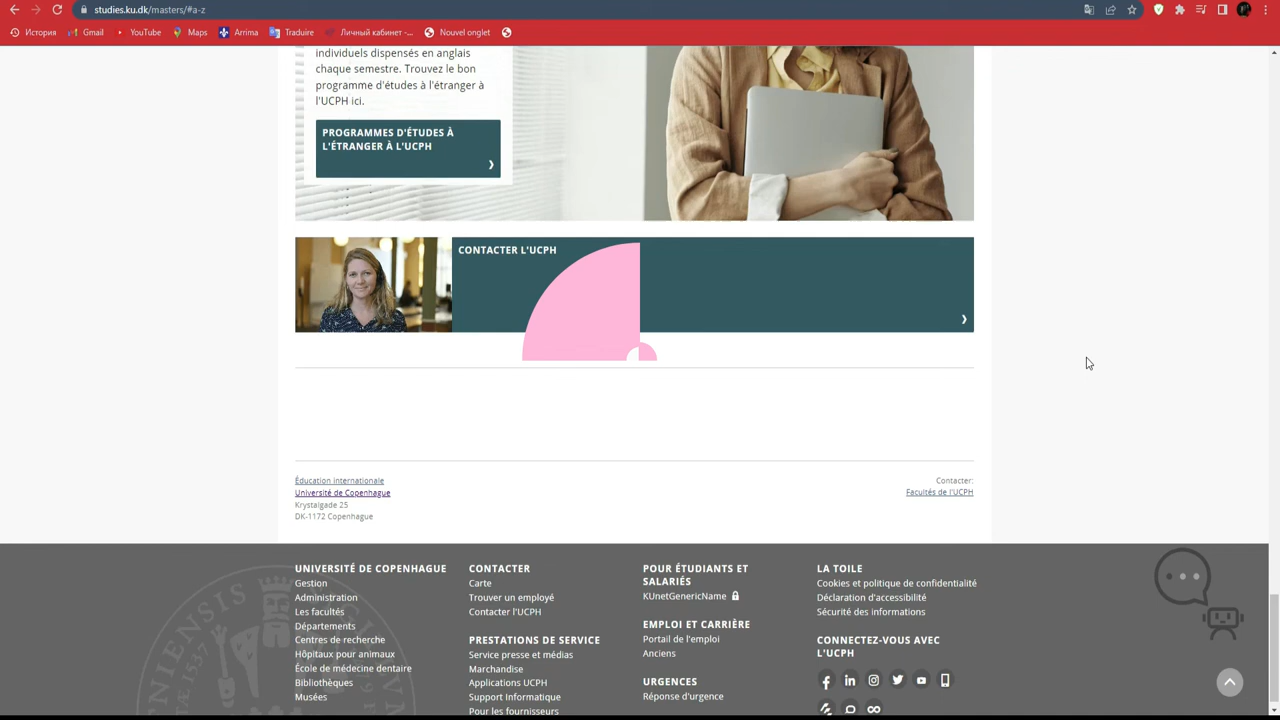 studies.ku.dk/masters/#a-z
История
Gmail
YouTube
Maps
Arrima
Traduire
Личный кабинет -...
Nouvel onglet
individuels dispensés en anglais
chaque semestre. Trouvez le bon
programme d'études à l'étranger à
l'UCPH ici.
PROGRAMMES D'ÉTUDES À
L'ÉTRANGER À L'UCPH
CONTACTER L'UCPH
Éducation internationale
Université de Copenhague
Krystalgade 25
DK-1172 Copenhague
Contacter:
Facultés de l'UCPH
UNIVERSITÉ DE COPENHAGUE
Gestion
Administration
Les facultés
Départements
Centres de recherche
Hôpitaux pour animaux
École de médecine dentaire
Bibliothèques
Musées
CONTACTER
Carte
Trouver un employé
Contacter l'UCPH
PRESTATIONS DE SERVICE
Service presse et médias
Marchandise
Applications UCPH
Support Informatique
Pour les fournisseurs
POUR ÉTUDIANTS ET
SALARIÉS
KUnetGenericName
EMPLOI ET CARRIÈRE
Portail de l'emploi
Anciens
URGENCES
Réponse d'urgence
LA TOILE
Cookies et politique de confidentialité
Déclaration d'accessibilité
Sécurité des informations
CONNECTEZ-VOUS AVEC
L'UCPH